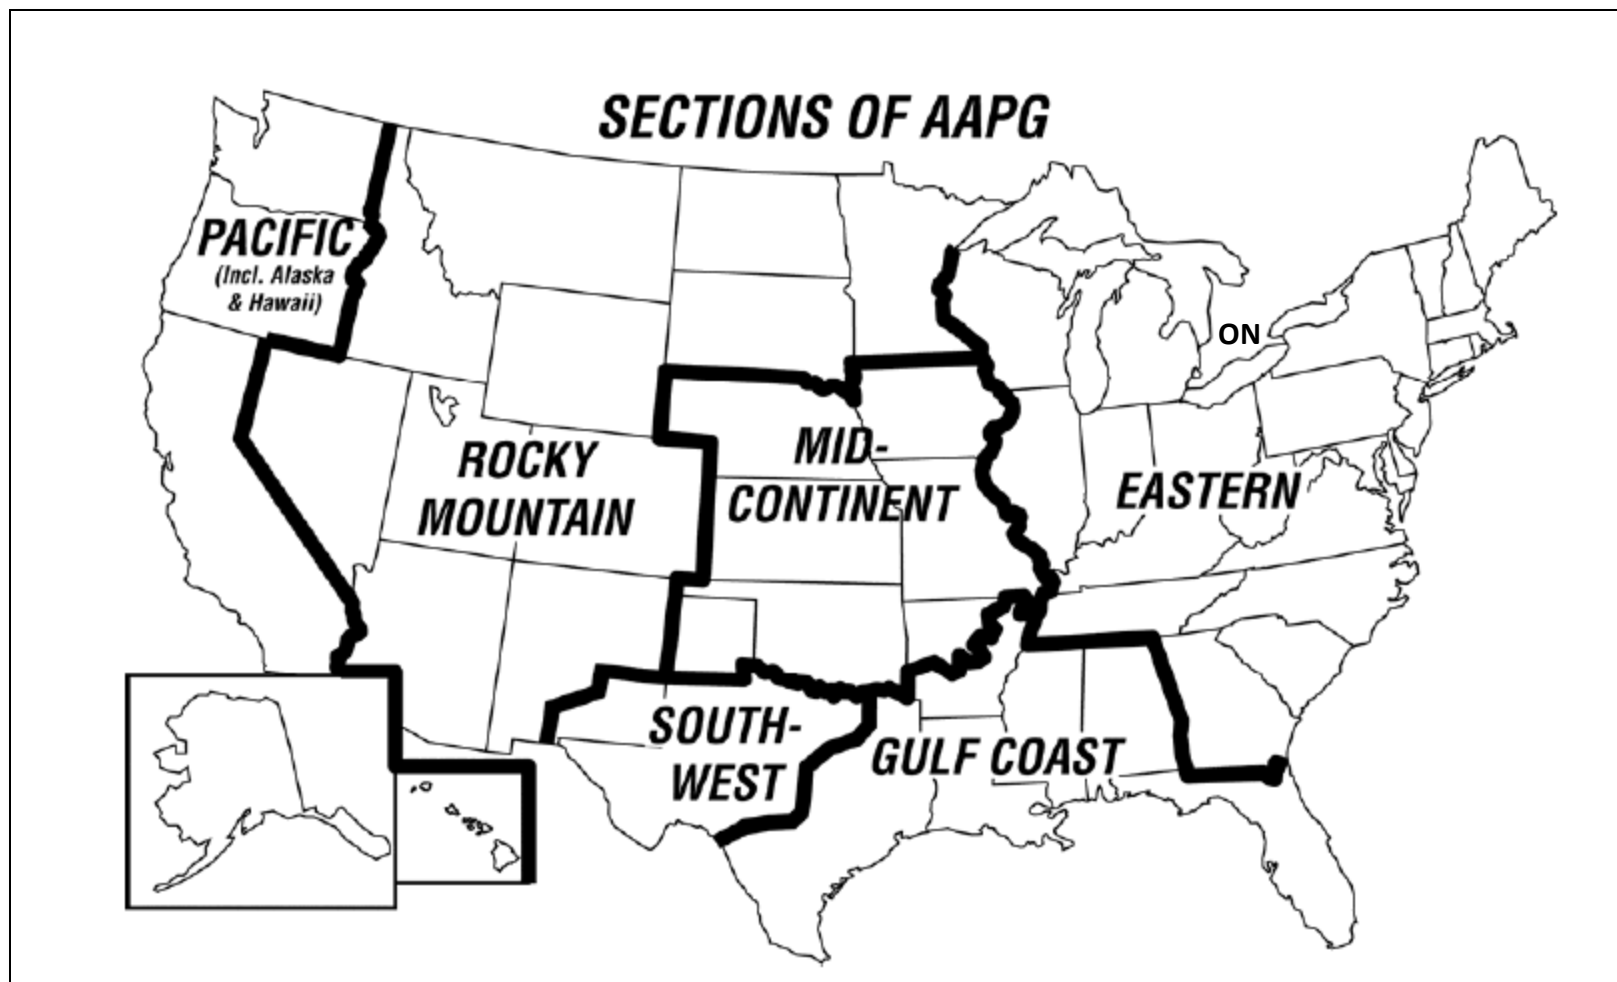 SECTIONS OF AAPG
PACIFIC
(Incl. Alaska
& Hawaii)
ON
ROCKY
MOUNTAIN
MID-
CONTINENT
EASTERN
SOUTH-
WEST
GULF COAST